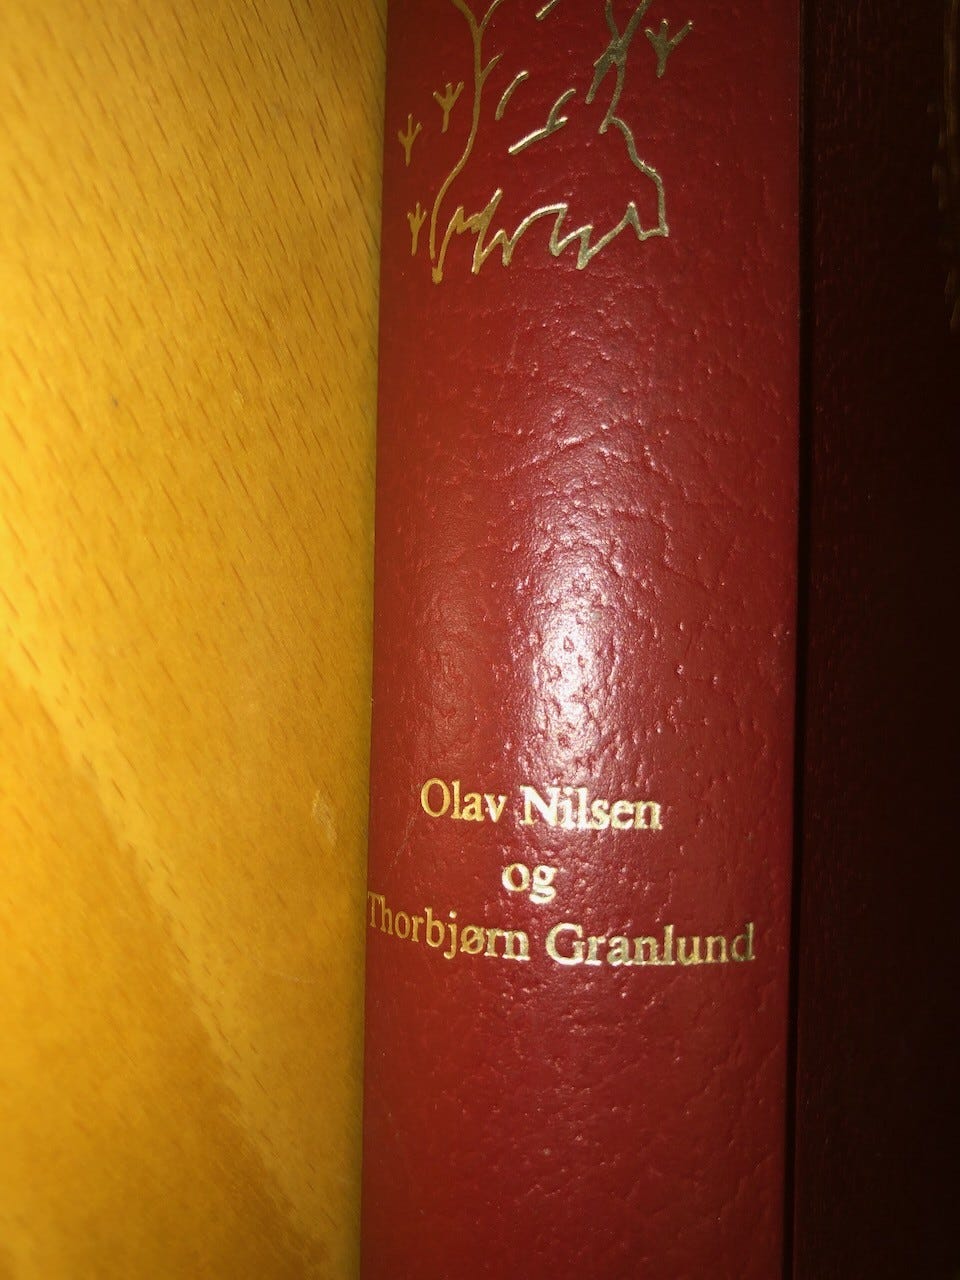 Olav Nilsen
og
Thorbjørn Granlund